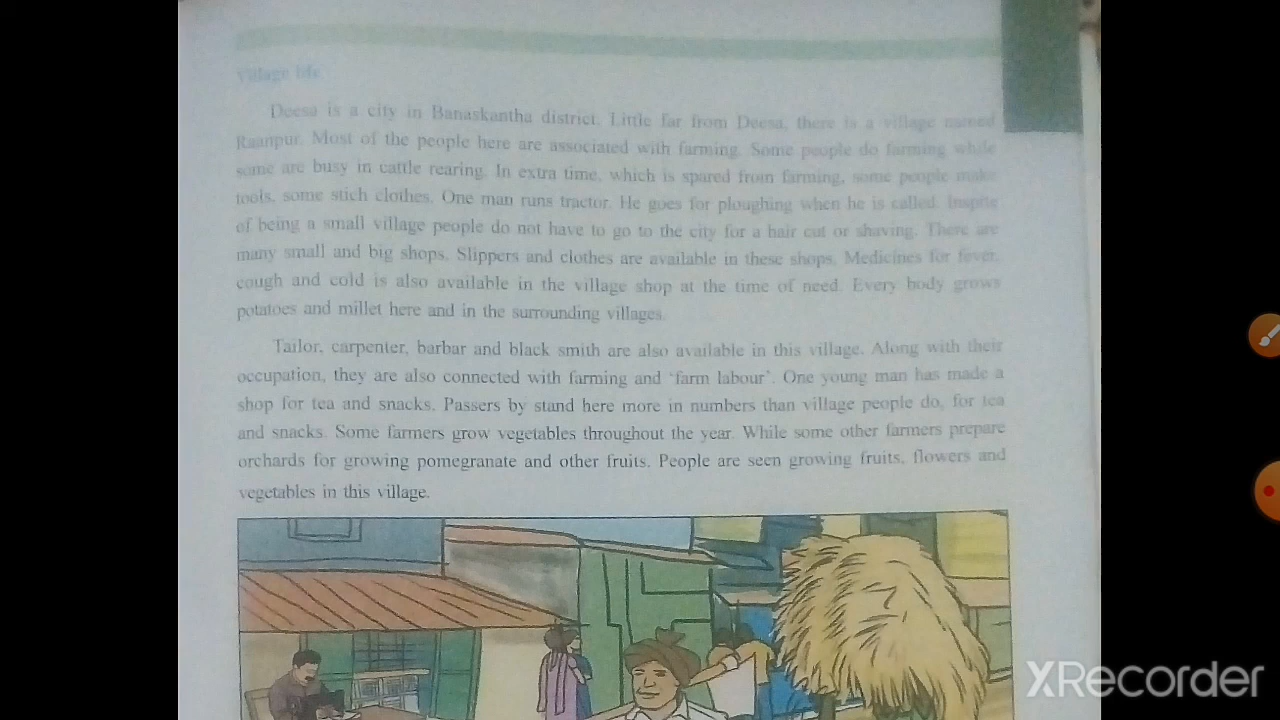 Village life
Deesa is a city in Banaskantha district. Little far from Deesa, there is a village named
Raanpur. Most of the people here are associated with farming. Some people do farming while
some are busy in cattle rearing. In extra time, which is spared from farming, some people make
tools, some stich clothes. One man runs tractor. He goes for ploughing when he is called. Inspite
of being a small village people do not have to go to the city for a hair cut or shaving. There are
many small and big shops. Slippers and clothes are available in these shops. Medicines for fever,
cough and cold is also available in the village shop at the time of need. Every body grows
potatoes and millet here and in the surrounding villages.
Tailor, carpenter, barbar and black smith are also available in this village. Along with their
occupation, they are also connected with farming and 'farm labour'. One young man has made a
shop for tea and snacks. Passers by stand here more in numbers than village people do, for tea
and snacks. Some farmers grow vegetables throughout the year. While some other farmers prepare
orchards for growing pomegranate and other fruits. People are seen growing fruits, flowers and
vegetables in this village.
XRecorder